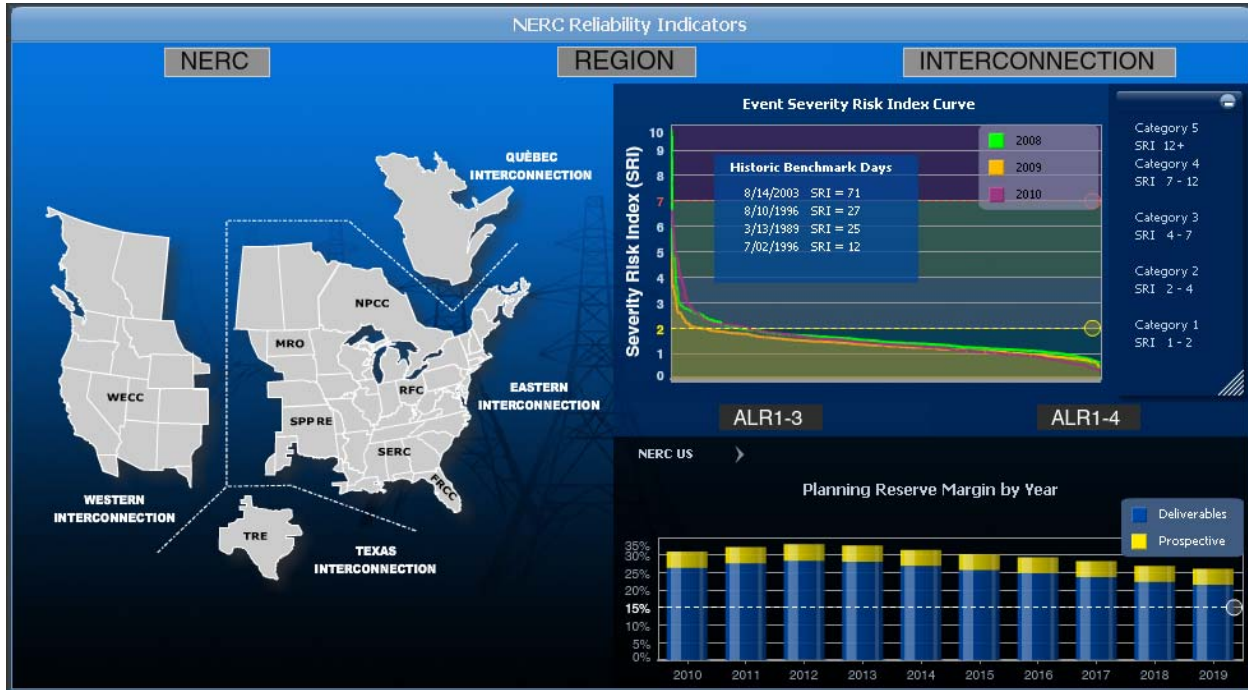 NERC Reliability Indicators
NERC
REGION
INTERCONNECTION
QUÈBEC
INTERCONNECTION
NPCC
MRO
WECC
RFC
EASTERN
INTERCONNECTION
SPP RE
SERC
FRCC
WESTERN
INTERCONNECTION
TRE
TEXAS
INTERCONNECTION
Event Severity Risk Index Curve
Severity Risk Index (SRI)
10
9
8
7
6
5
4
3
2
1
0
2008
2009
2010
Historic Benchmark Days
8/14/2003 SRI = 71
8/10/1996 SRI = 27
3/13/1989 SRI = 25
7/02/1996 SRI = 12
Category 5
SRI 12+
Category 4
SRI 7 - 12
Category 3
SRI 4 - 7
Category 2
SRI 2 - 4
Category 1
SRI 1 - 2
ALR1-3
ALR1-4
NERC US
Planning Reserve Margin by Year
Deliverables
Prospective
35%
30%
25%
20%
15%
10%
5%
0%
2010 2011 2012 2013 2014 2015 2016 2017 2018 2019